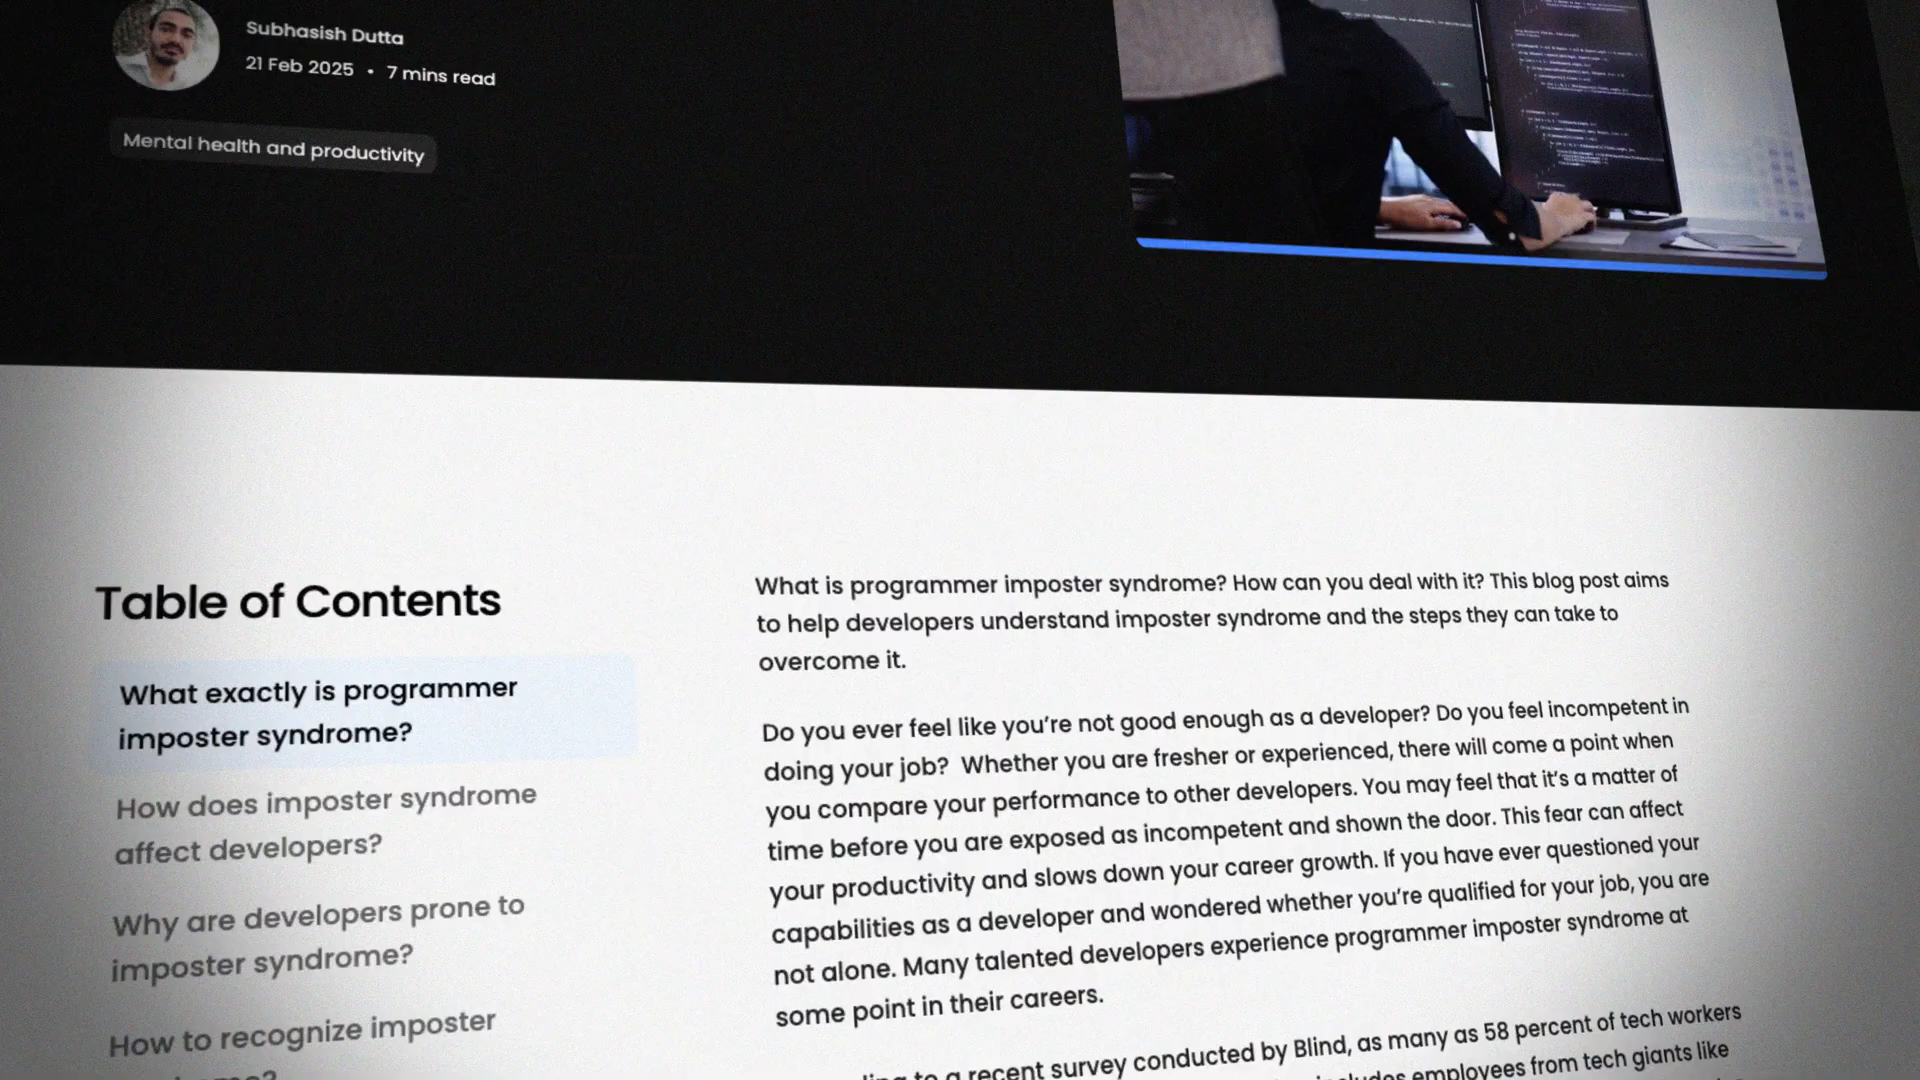 Subhasish Dutta
21 Feb 2025 • 7 mins read
Mental health and productivity
Table of Contents
What exactly is programmer
imposter syndrome?
How does imposter syndrome
affect developers?
Why are developers prone to
imposter syndrome?
How to recognize imposter
What is programmer imposter syndrome? How can you deal with it? This blog post aims
to help developers understand imposter syndrome and the steps they can take to
overcome it.
Do you ever feel like you’re not good enough as a developer? Do you feel incompetent in
doing your job?  Whether you are fresher or experienced, there will come a point when
you compare your performance to other developers. You may feel that it’s a matter of
time before you are exposed as incompetent and shown the door. This fear can affect
your productivity and slows down your career growth. If you have ever questioned your
capabilities as a developer and wondered whether you’re qualified for your job, you are
not alone. Many talented developers experience programmer imposter syndrome at
some point in their careers.
to a recent survey conducted by Blind, as many as 58 percent of tech workers
employees from tech giants like